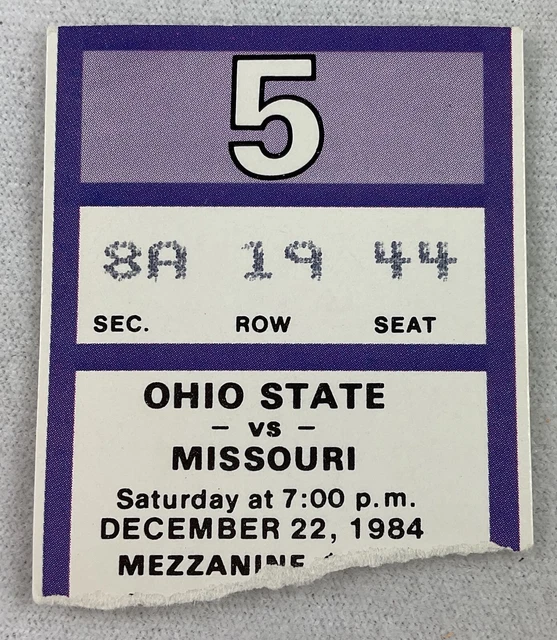 5
8A 19 44
SEC. ROW SEAT
OHIO STATE
- vs -
MISSOURI
Saturday at 7:00 p.m.
DECEMBER 22, 1984
MEZZANINE